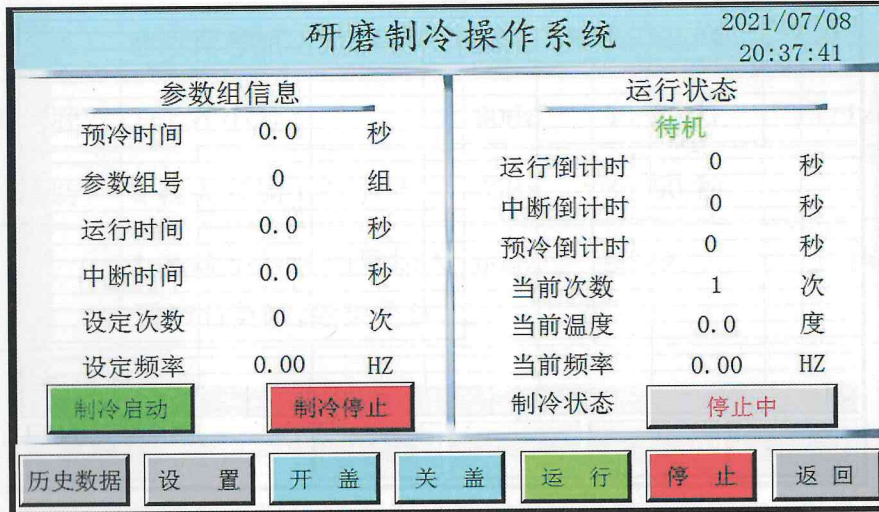 研磨制冷操作系统
2021/07/08
20:37:41
参数组信息
预冷时间 0.0 秒
参数组号 0 组
运行时间 0.0 秒
中断时间 0.0 秒
设定次数 0 次
设定频率 0.00 HZ
制冷启动 制冷停止
运行状态
待机
运行倒计时 0 秒
中断倒计时 0 秒
预冷倒计时 0 秒
当前次数 1 次
当前温度 0.0 度
当前频率 0.00 HZ
制冷状态 停止中
历史数据 设 置 开 盖 关 盖 运 行 停 止 返 回